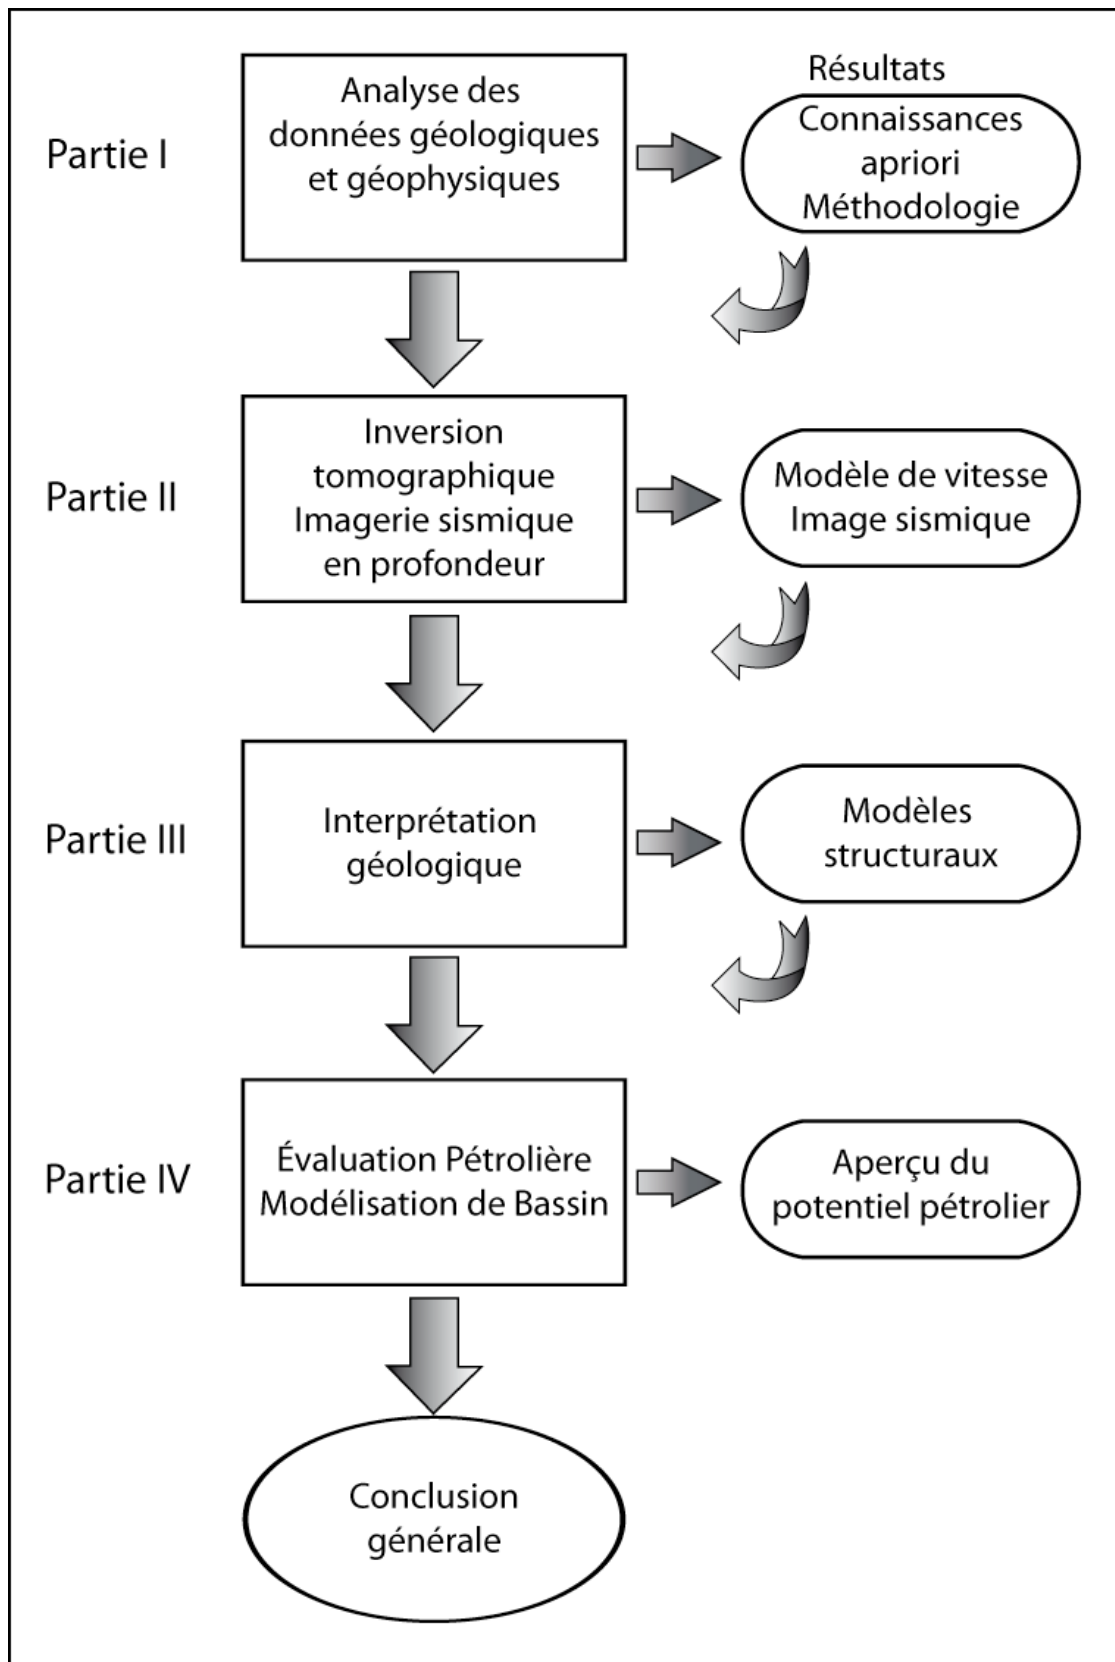 Partie I
Analyse des
données géologiques
et géophysiques
Résultats
Connaissances
apriori
Méthodologie
Partie II
Inversion
tomographique
Imagerie sismique
en profondeur
Modèle de vitesse
Image sismique
Partie III
Interprétation
géologique
Modèles
structuraux
Partie IV
Évaluation Pétrolière
Modélisation de Bassin
Aperçu du
potentiel pétrolier
Conclusion
générale